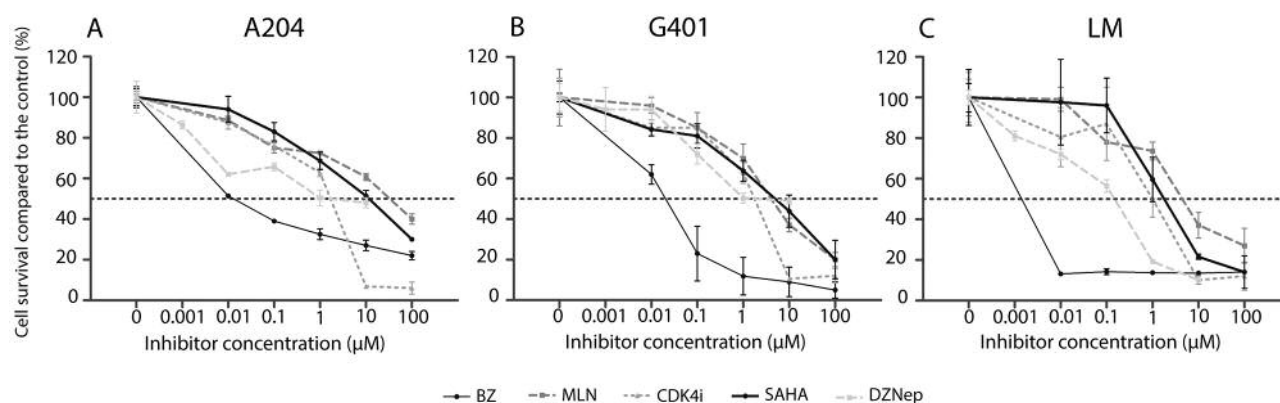 A A204 B G401 C LM
Cell survival compared to the control (%)
120 120 120
100 100 100
80 80 80
60 60 60
40 40 40
20 20 20
0 0 0
0 0.001 0.01 0.1 1 10 100 0 0.001 0.01 0.1 1 10 100 0 0.001 0.01 0.1 1 10 100
Inhibitor concentration (μM) Inhibitor concentration (μM) Inhibitor concentration (μM)
BZ MLN CDK4i SAHA DZNep